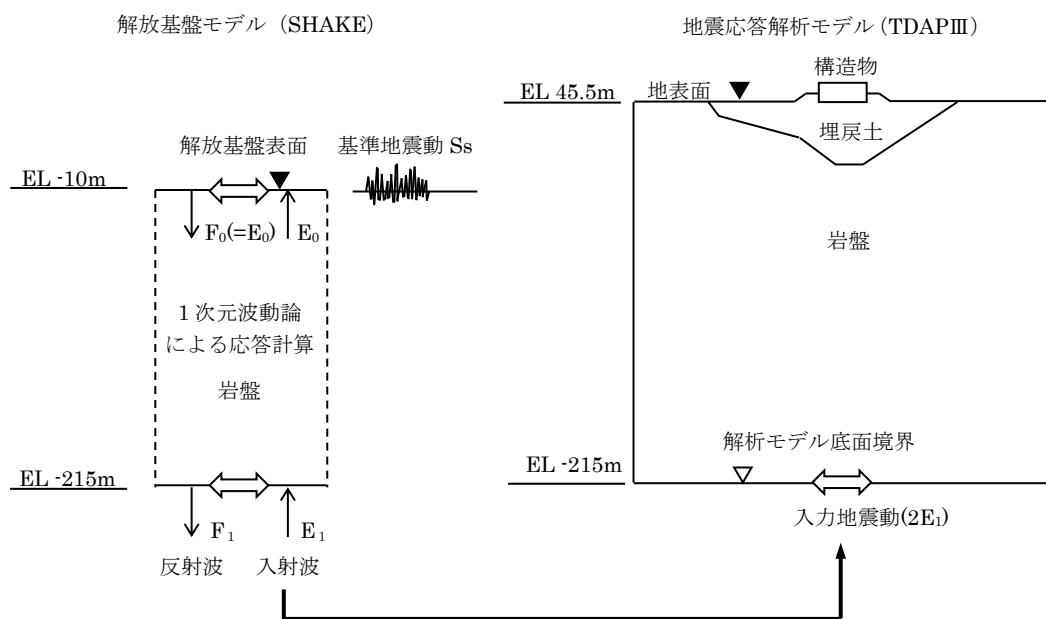 解放基盤モデル（SHAKE）
解放基盤表面
基準地震動 Ss
EL -10m
F₀(=E₀)
E₀
１次元波動論
による応答計算
岩盤
EL -215m
F₁
E₁
反射波
入射波
地震応答解析モデル（TDAPⅢ）
構造物
EL 45.5m
地表面
埋戻土
岩盤
解析モデル底面境界
EL -215m
入力地震動(2E₁)